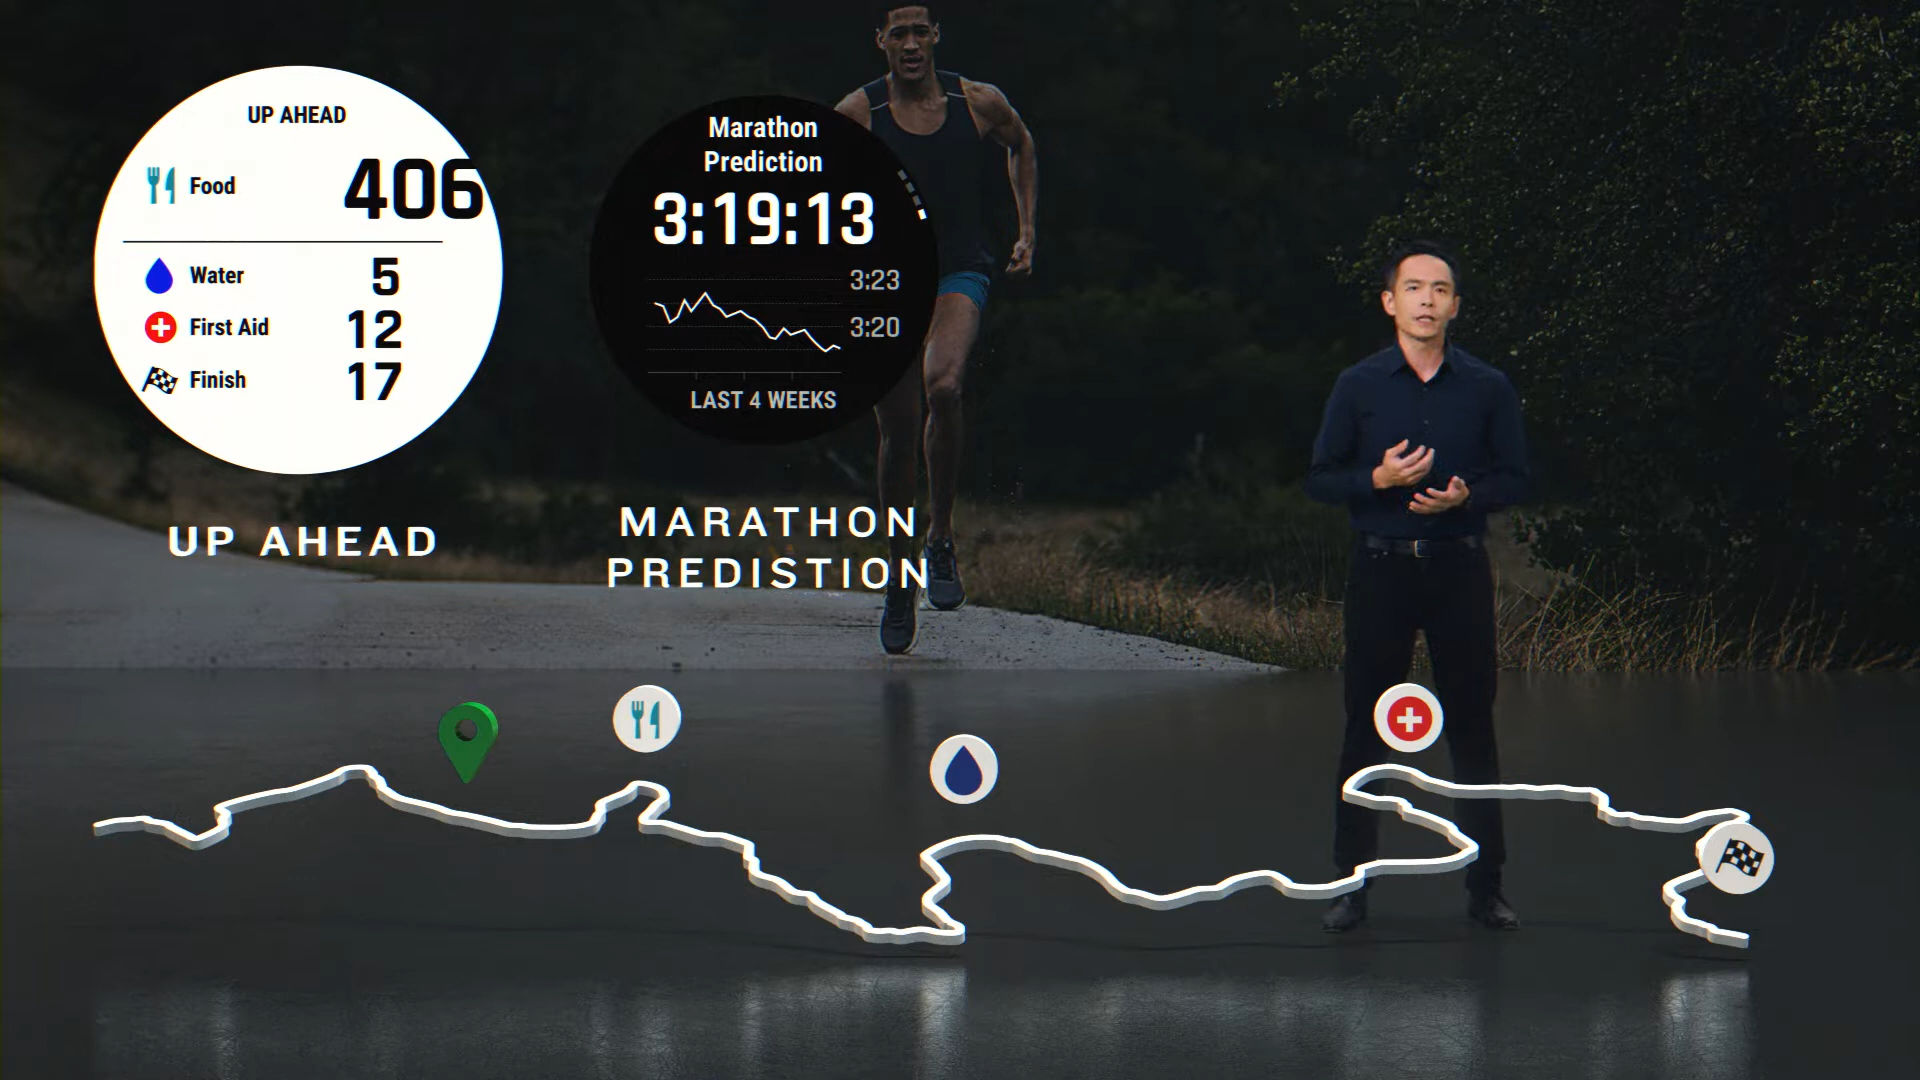 UP AHEAD
Food 406
Water 5
First Aid 12
Finish 17
UP AHEAD
Marathon
Prediction
3:19:13
3:23
3:20
LAST 4 WEEKS
MARATHON
PREDISTION